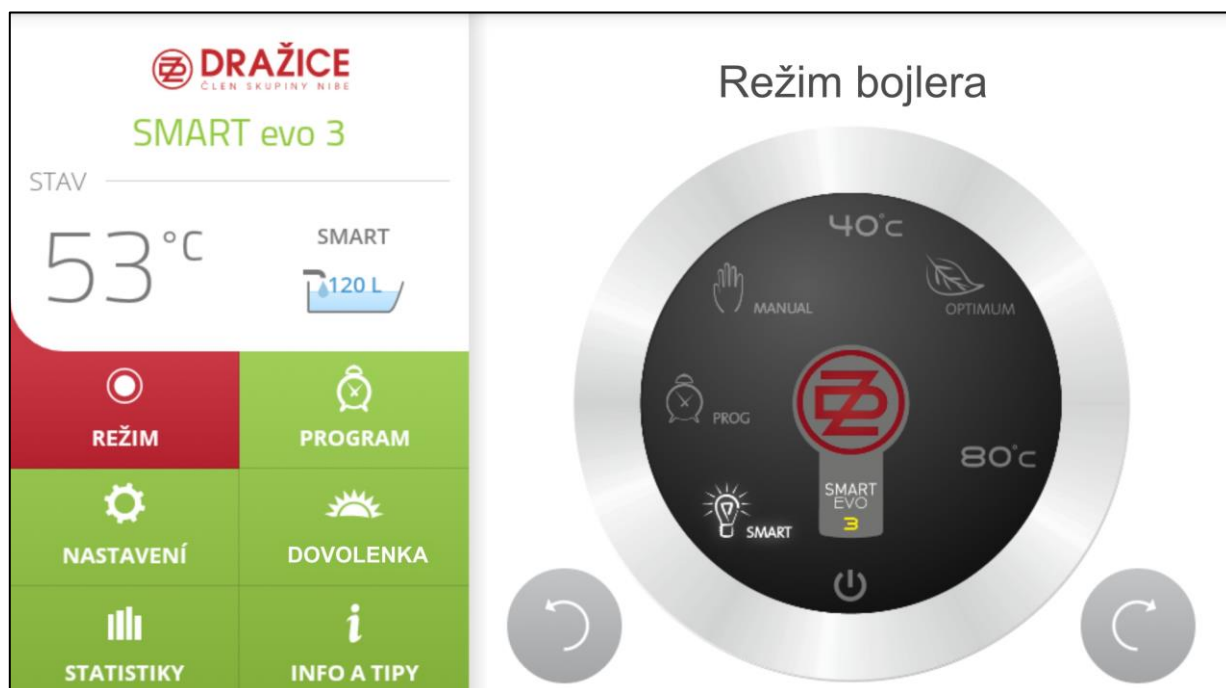 DRAŽICE
ČLEN SKUPINY NIBE
SMART evo 3
STAV
53 °C
SMART
120 L
REŽIM
PROGRAM
NASTAVENÍ
DOVOLENKA
STATISTIKY
INFO A TIPY
Režim bojlera
40°C
MANUAL
OPTIMUM
PROG
80°C
SMART
EVO
3
SMART